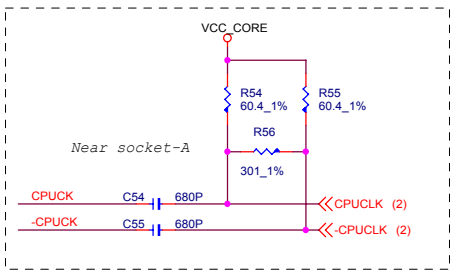 VCC_CORE
R54
60.4_1%
R55
60.4_1%
R56
301_1%
Near socket-A
CPUCK C54 680P CPUCLK (2)
-CPUCK C55 680P -CPUCLK (2)